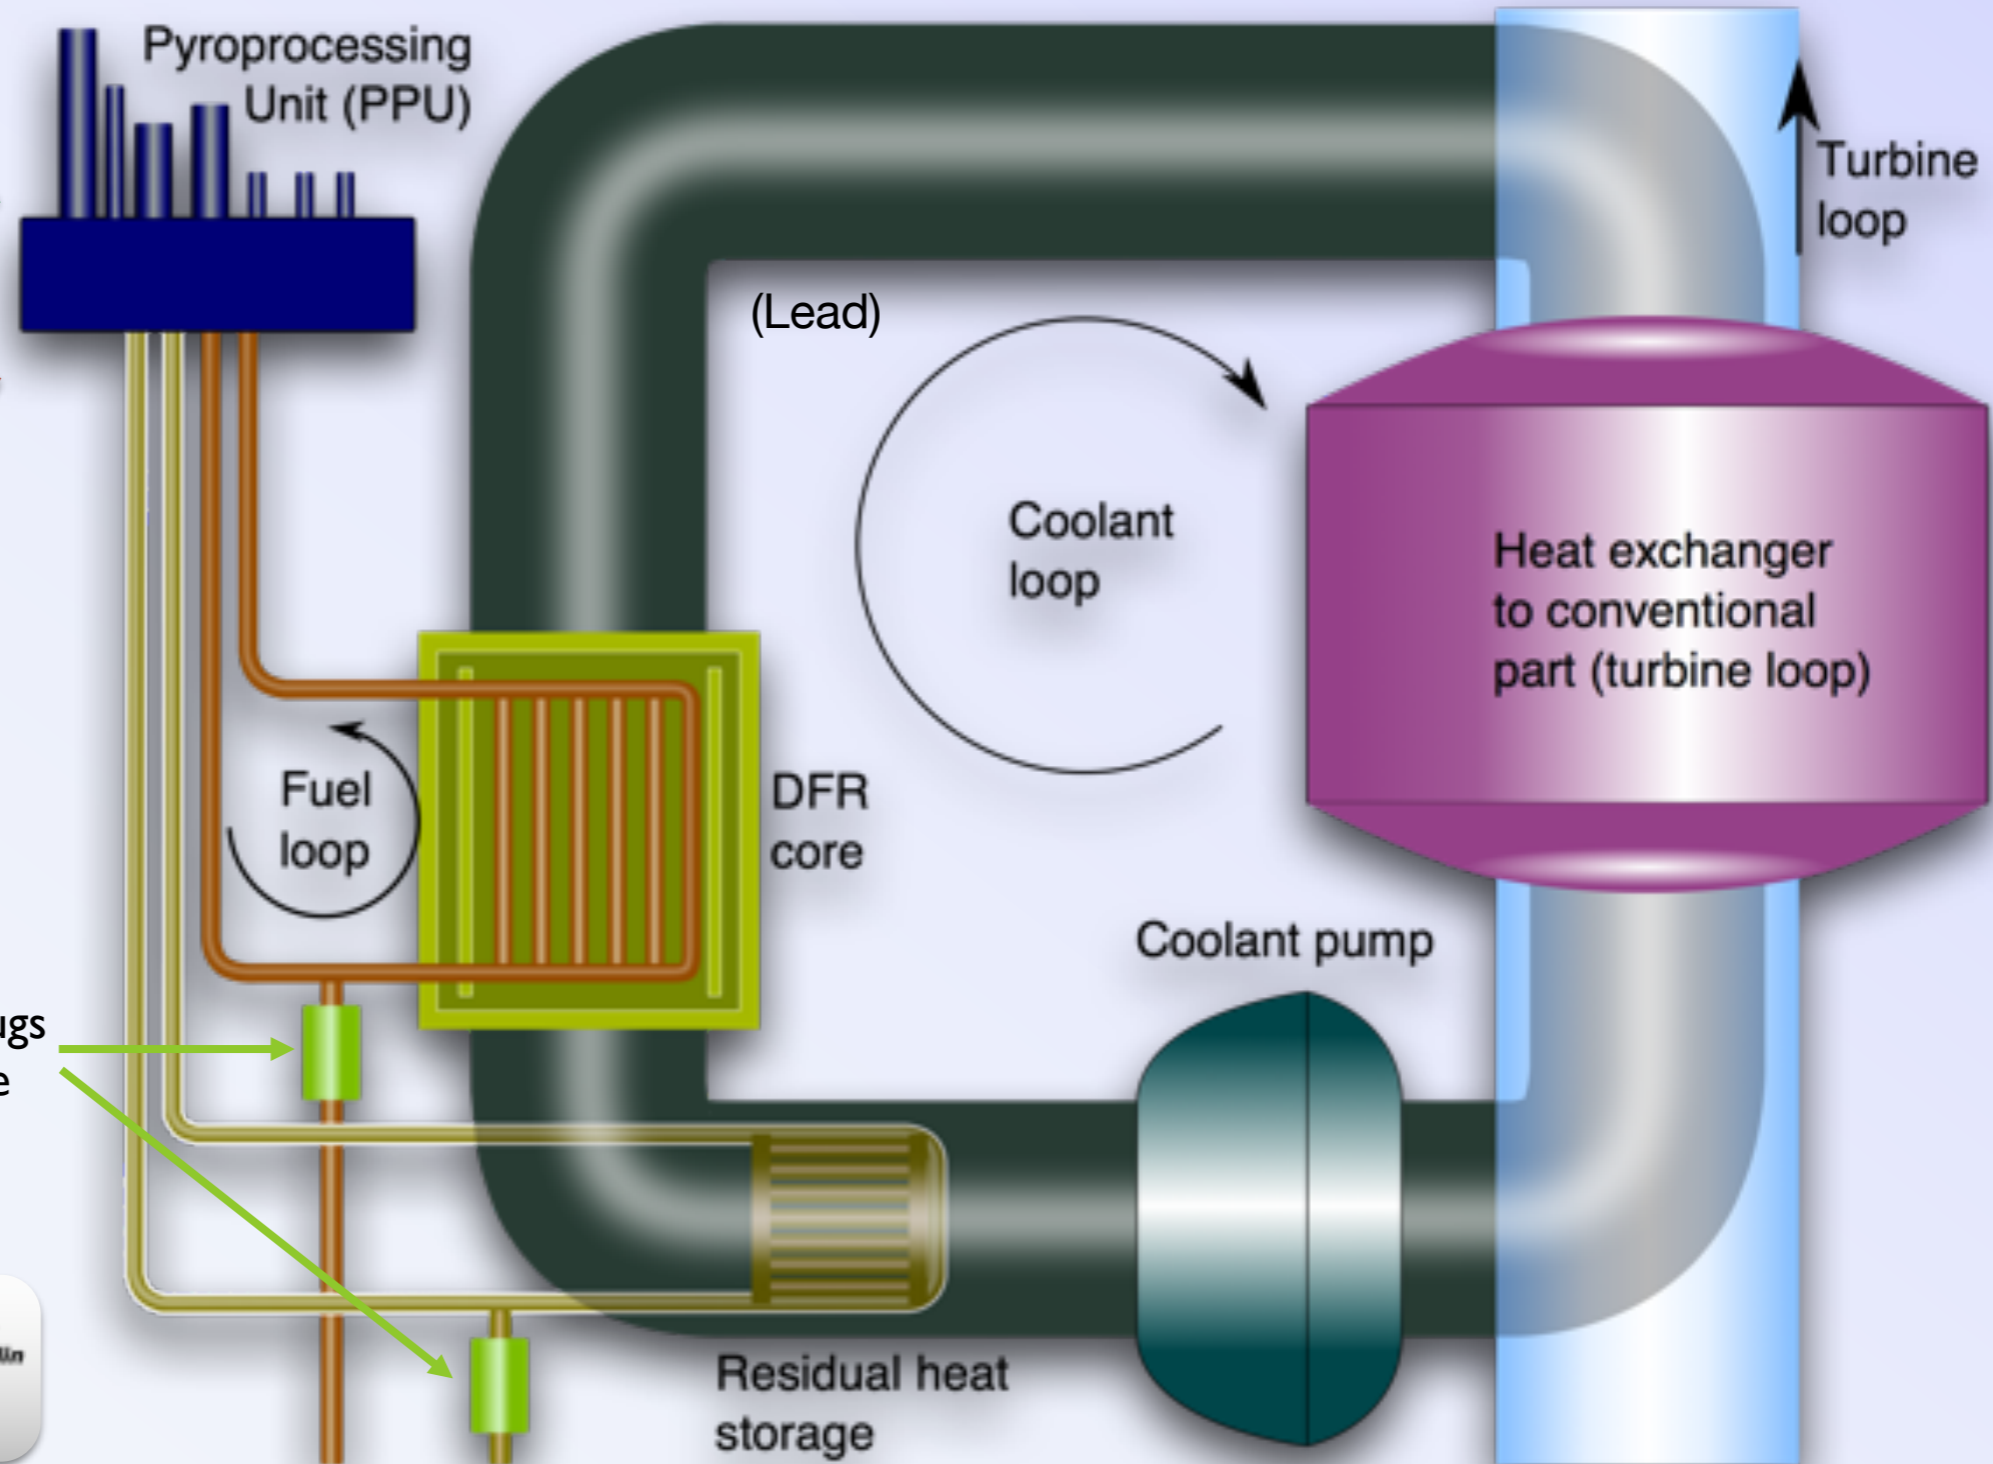 Pyroprocessing
Unit (PPU)
Turbine
loop
(Lead)
Coolant
loop
Heat exchanger
to conventional
part (turbine loop)
Fuel
loop
DFR
core
Coolant pump
Residual heat
storage